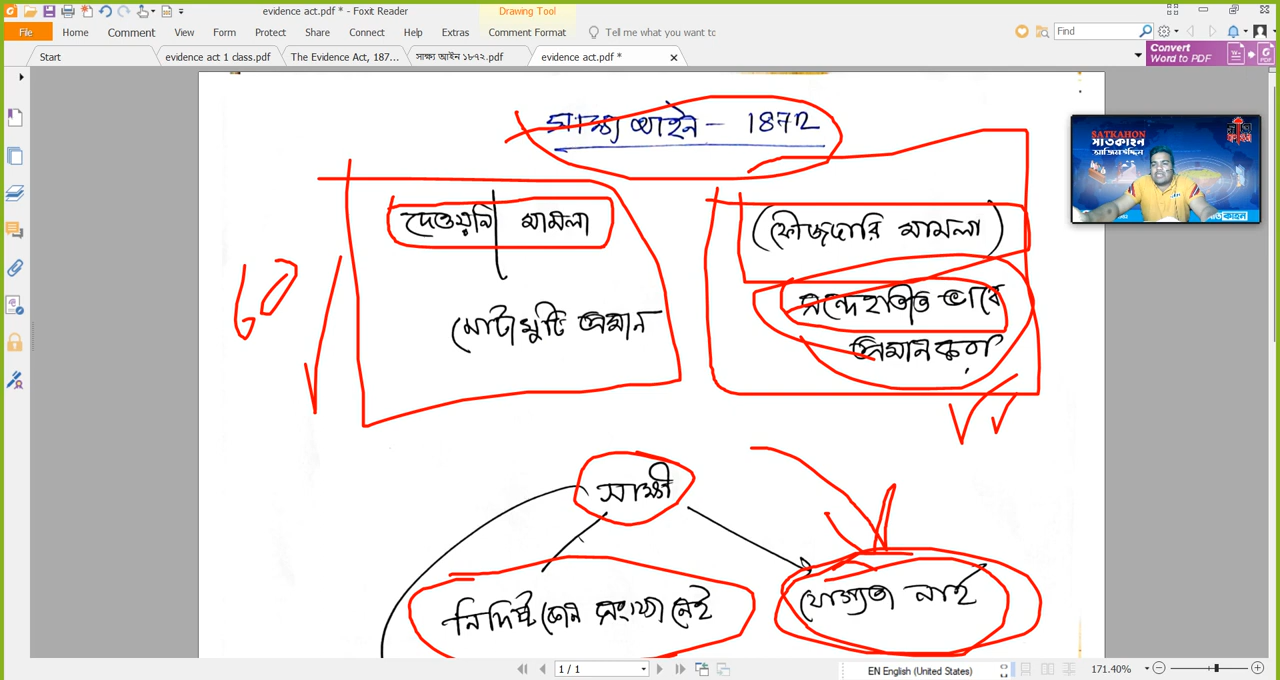 evidence act.pdf * - Foxit Reader
Drawing Tool
File
Home
Comment
View
Form
Protect
Share
Connect
Help
Extras
Comment Format
Tell me what you want tc
Find
Start
evidence act 1 class.pdf
The Evidence Act, 187...
সাক্ষ্য আইন ১৮৭২.pdf
evidence act.pdf *
Convert
Word to PDF
SATKAHON
সাতকাহন
সাক্ষ্য আইন - 1872
দেওয়ানি মামলা
(ফৌজদারি মামলা)
60
মোটামুটি প্রমান
সন্দেহাতীত ভাবে
প্রমান করা
সাক্ষী
নির্দিষ্ট কোন সংখ্যা নেই
যোগ্যতা নাই
1 / 1
EN English (United States)
171.40%